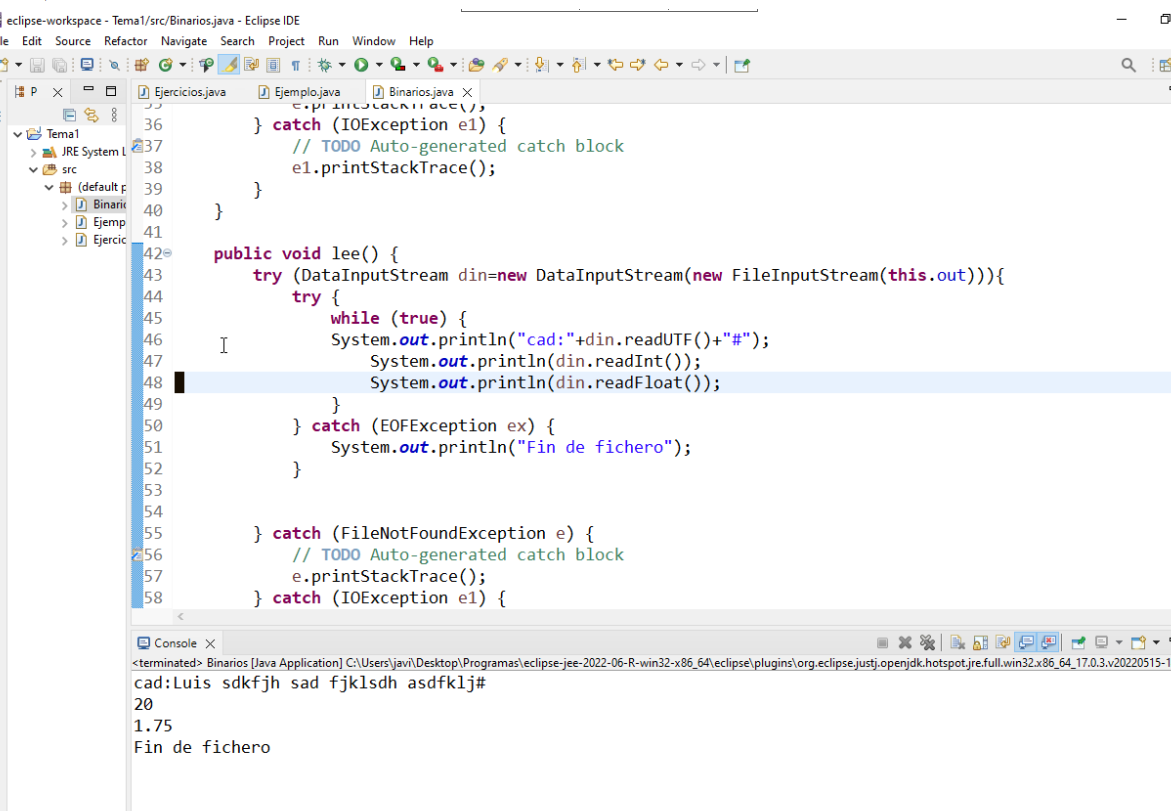 eclipse-workspace - Tema1/src/Binarios.java - Eclipse IDE
le Edit Source Refactor Navigate Search Project Run Window Help
P
Ejercicios.java Ejemplo.java Binarios.java
Tema1
JRE System L
src
(default p
Binario
Ejemp
Ejercic
35 e.printStackTrace();
36 } catch (IOException e1) {
37 // TODO Auto-generated catch block
38 e1.printStackTrace();
39 }
40 }
41
42 public void lee() {
43 try (DataInputStream din=new DataInputStream(new FileInputStream(this.out))){
44 try {
45 while (true) {
46 System.out.println("cad:"+din.readUTF()+"#");
47 System.out.println(din.readInt());
48 System.out.println(din.readFloat());
49 }
50 } catch (EOFException ex) {
51 System.out.println("Fin de fichero");
52 }
53
54
55 } catch (FileNotFoundException e) {
56 // TODO Auto-generated catch block
57 e.printStackTrace();
58 } catch (IOException e1) {
Console
<terminated> Binarios [Java Application] C:\Users\javi\Desktop\Programas\eclipse-jee-2022-06-R-win32-x86_64\eclipse\plugins\org.eclipse.justj.openjdk.hotspot.jre.full.win32.x86_64_17.0.3.v20220515-1
cad:Luis sdkfjh sad fjklsdh asdfklj#
20
1.75
Fin de fichero